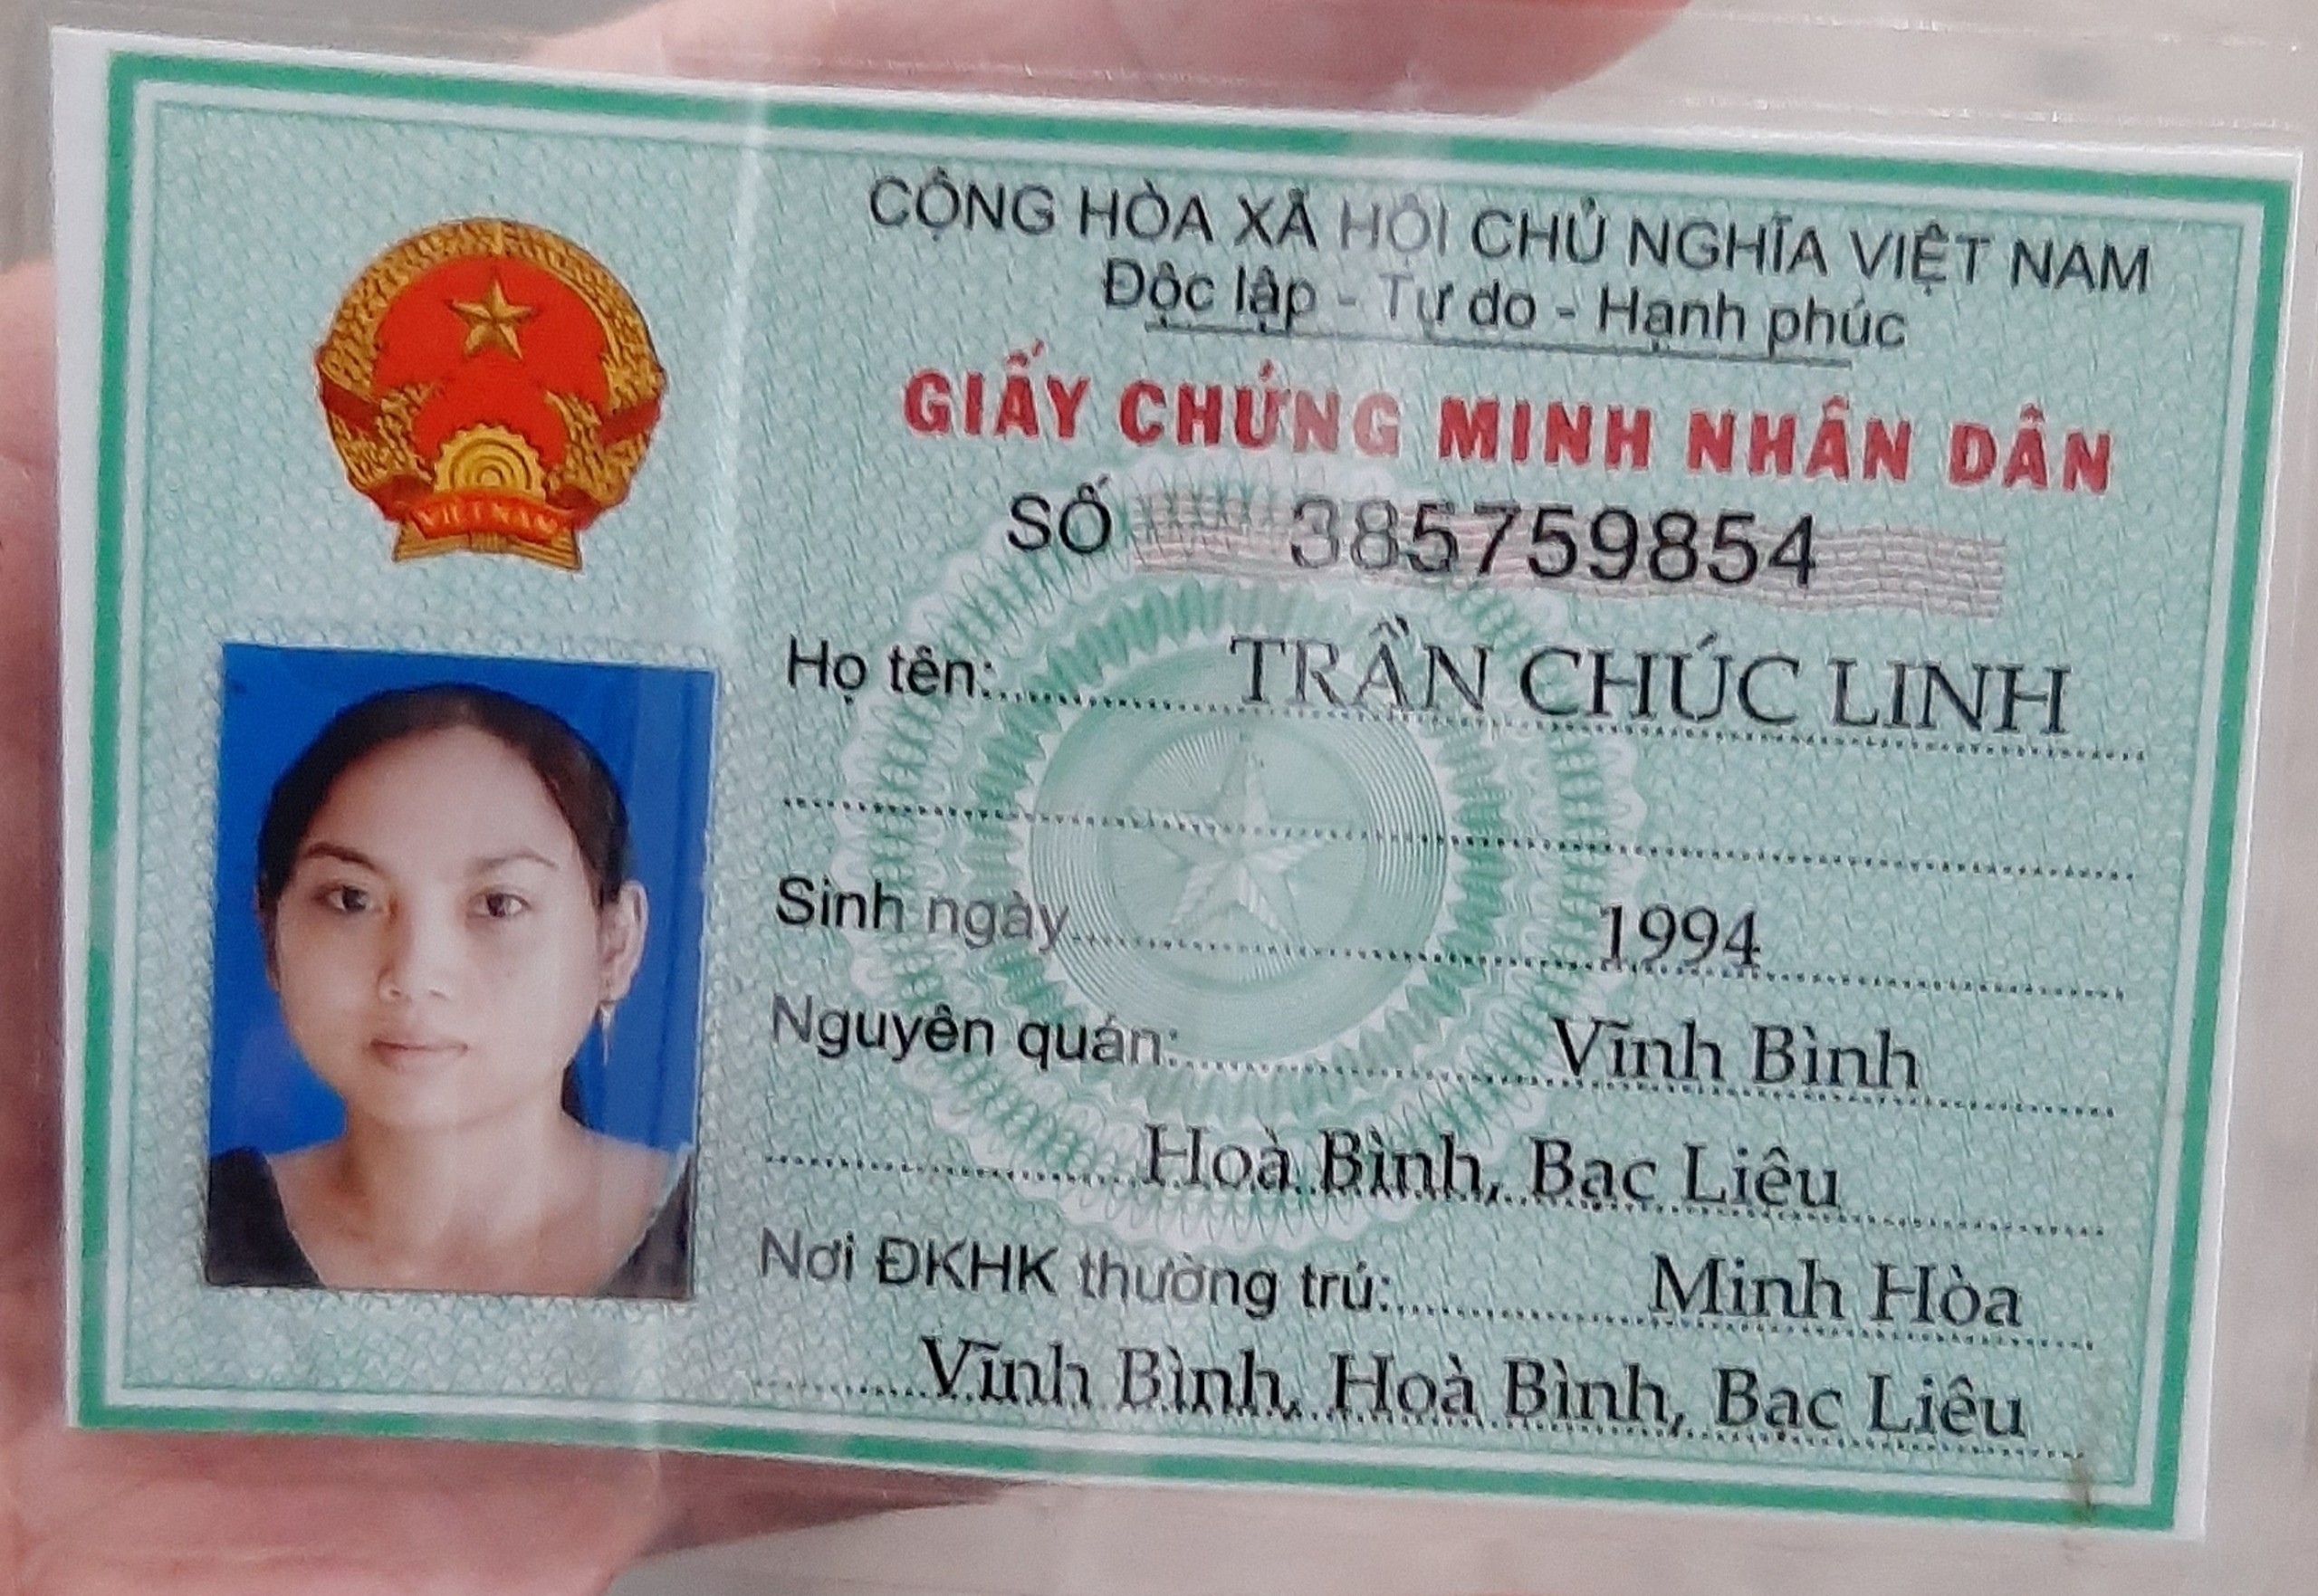 CỘNG HÒA XÃ HỘI CHỦ NGHĨA VIỆT NAM
Độc lập - Tự do - Hạnh phúc
GIẤY CHỨNG MINH NHÂN DÂN
SỐ 385759854
VIỆT NAM
Họ tên: TRẦN CHÚC LINH
Sinh ngày 1994
Nguyên quán: Vĩnh Bình
Hoà Bình, Bạc Liêu
Nơi ĐKHK thường trú: Minh Hòa
Vĩnh Bình, Hoà Bình, Bạc Liêu